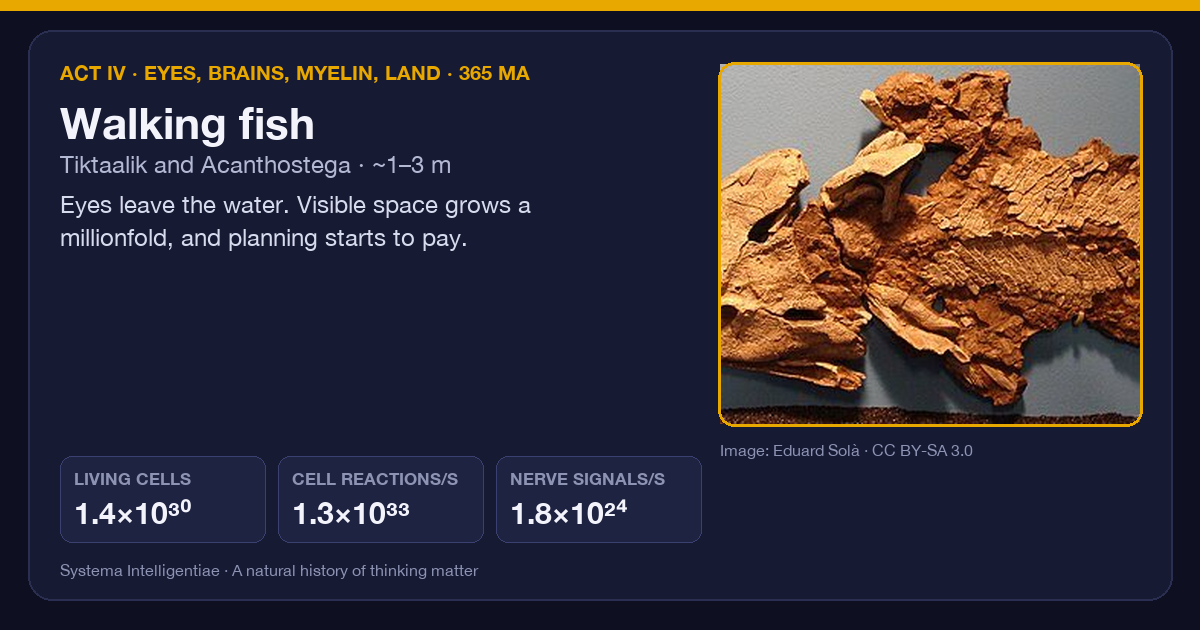 ACT IV · EYES, BRAINS, MYELIN, LAND · 365 MA
Walking fish
Tiktaalik and Acanthostega · ~1–3 m
Eyes leave the water. Visible space grows a
millionfold, and planning starts to pay.
Image: Eduard Solà · CC BY-SA 3.0
LIVING CELLS
1.4×10³⁰
CELL REACTIONS/S
1.3×10³³
NERVE SIGNALS/S
1.8×10²⁴
Systema Intelligentiae · A natural history of thinking matter